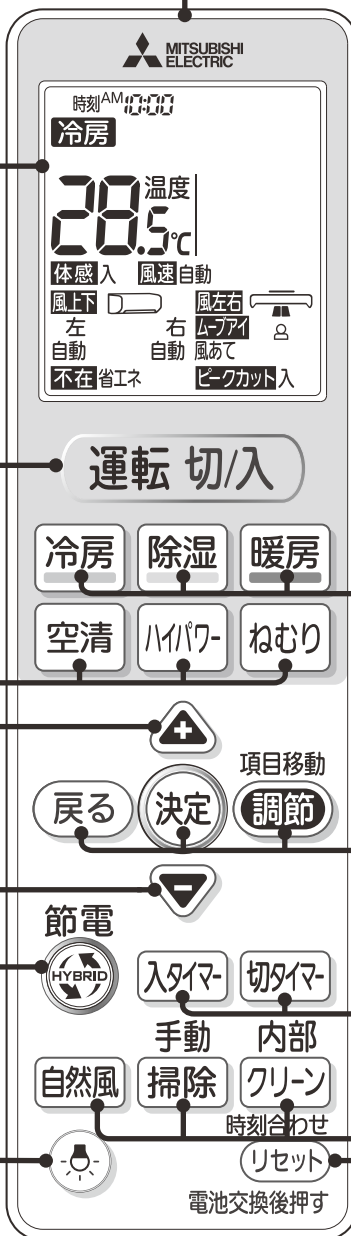 MITSUBISHI
ELECTRIC
時刻AM10:00
冷房
28.5℃ 温度
体感 入 風速 自動
風上下 風左右
左 右 ムーブアイ
自動 自動 風あて
不在 省エネ ピークカット 入
運転 切/入
冷房 除湿 暖房
空清 ハイパワー ねむり
+
項目移動
戻る 決定 調節
-
節電
HYBRID
入タイマー 切タイマー
手動 内部
自然風 掃除 クリーン
時刻合わせ
リセット
電池交換後押す